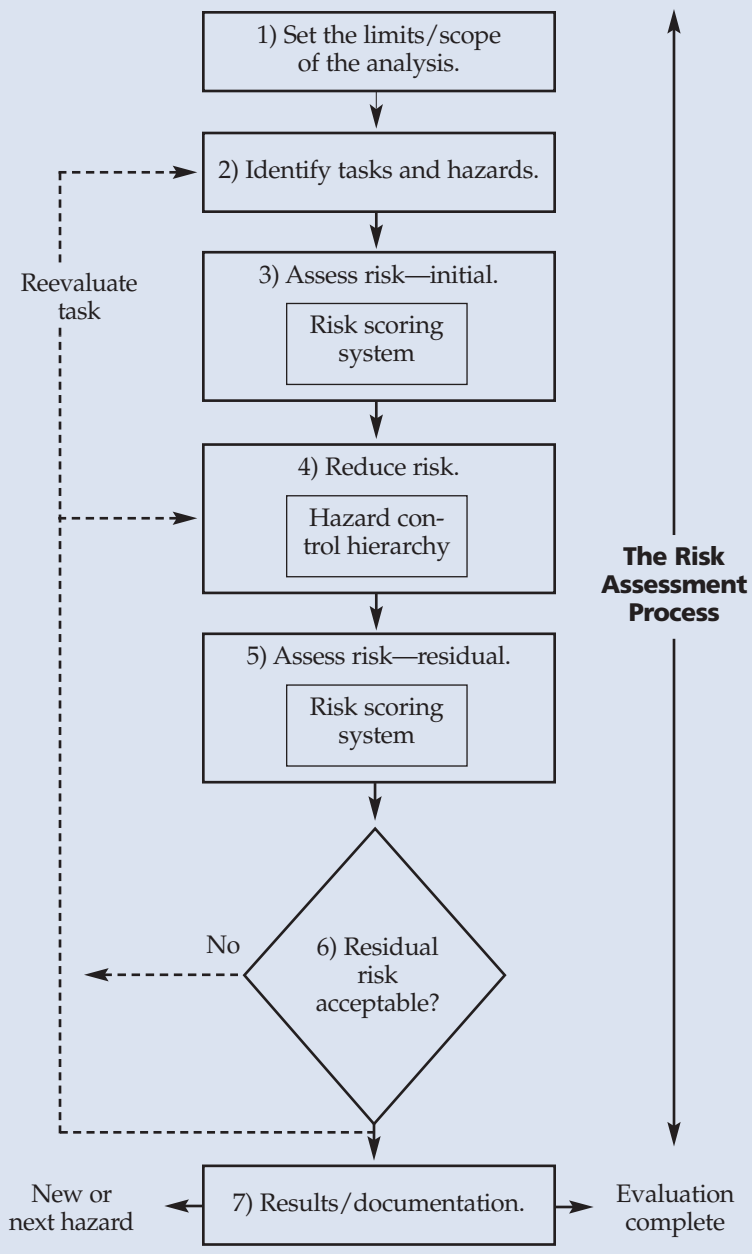 1) Set the limits/scope
of the analysis.
2) Identify tasks and hazards.
Reevaluate
task
3) Assess risk—initial.
Risk scoring
system
4) Reduce risk.
Hazard con-
trol hierarchy
The Risk
Assessment
Process
5) Assess risk—residual.
Risk scoring
system
No
6) Residual
risk
acceptable?
7) Results/documentation.
New or
next hazard
Evaluation
complete